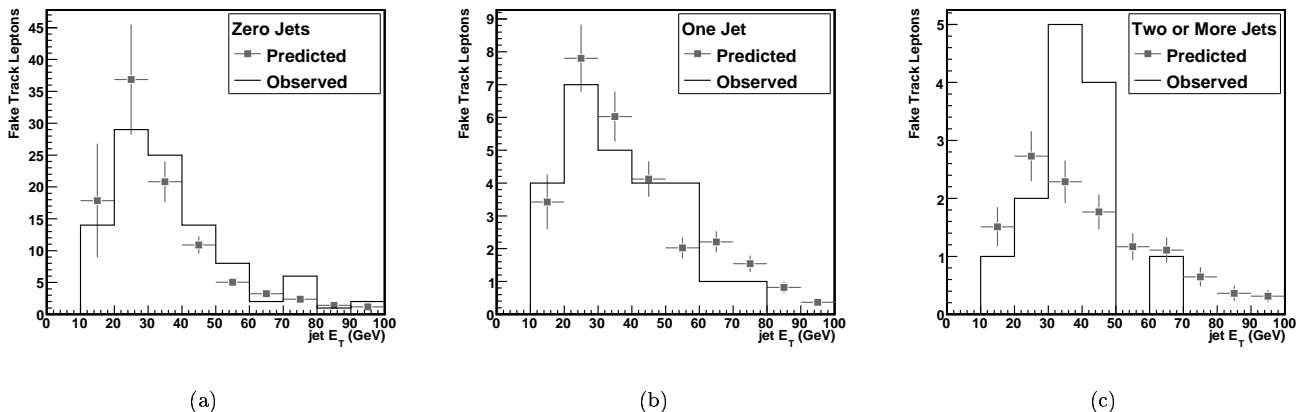 Fake Track Leptons
45
40
35
30
25
20
15
10
5
0
Zero Jets
Predicted
Observed
0 10 20 30 40 50 60 70 80 90 100
jet E_T (GeV)
(a)
Fake Track Leptons
9
8
7
6
5
4
3
2
1
0
One Jet
Predicted
Observed
0 10 20 30 40 50 60 70 80 90 100
jet E_T (GeV)
(b)
Fake Track Leptons
5
4
3
2
1
0
Two or More Jets
Predicted
Observed
0 10 20 30 40 50 60 70 80 90 100
jet E_T (GeV)
(c)